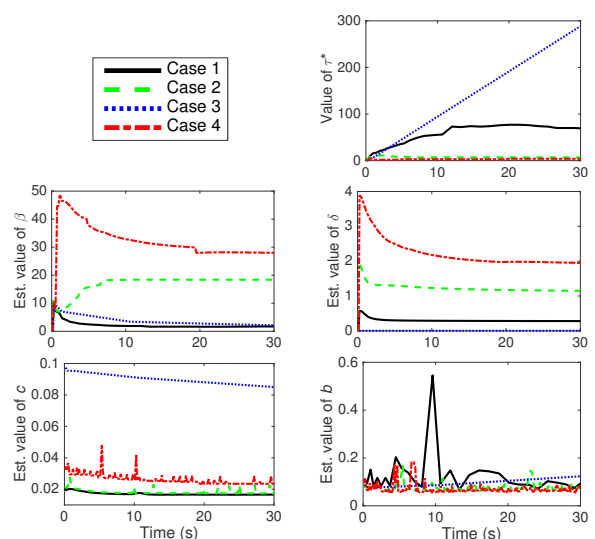 Case 1
Case 2
Case 3
Case 4
Value of τ*
300
200
100
0
0 10 20 30
Est. value of β
50
40
30
20
10
0
0 10 20 30
Est. value of δ
4
3
2
1
0
0 10 20 30
Est. value of c
0.1
0.08
0.06
0.04
0.02
0 10 20 30
Time (s)
Est. value of b
0.6
0.4
0.2
0
0 10 20 30
Time (s)